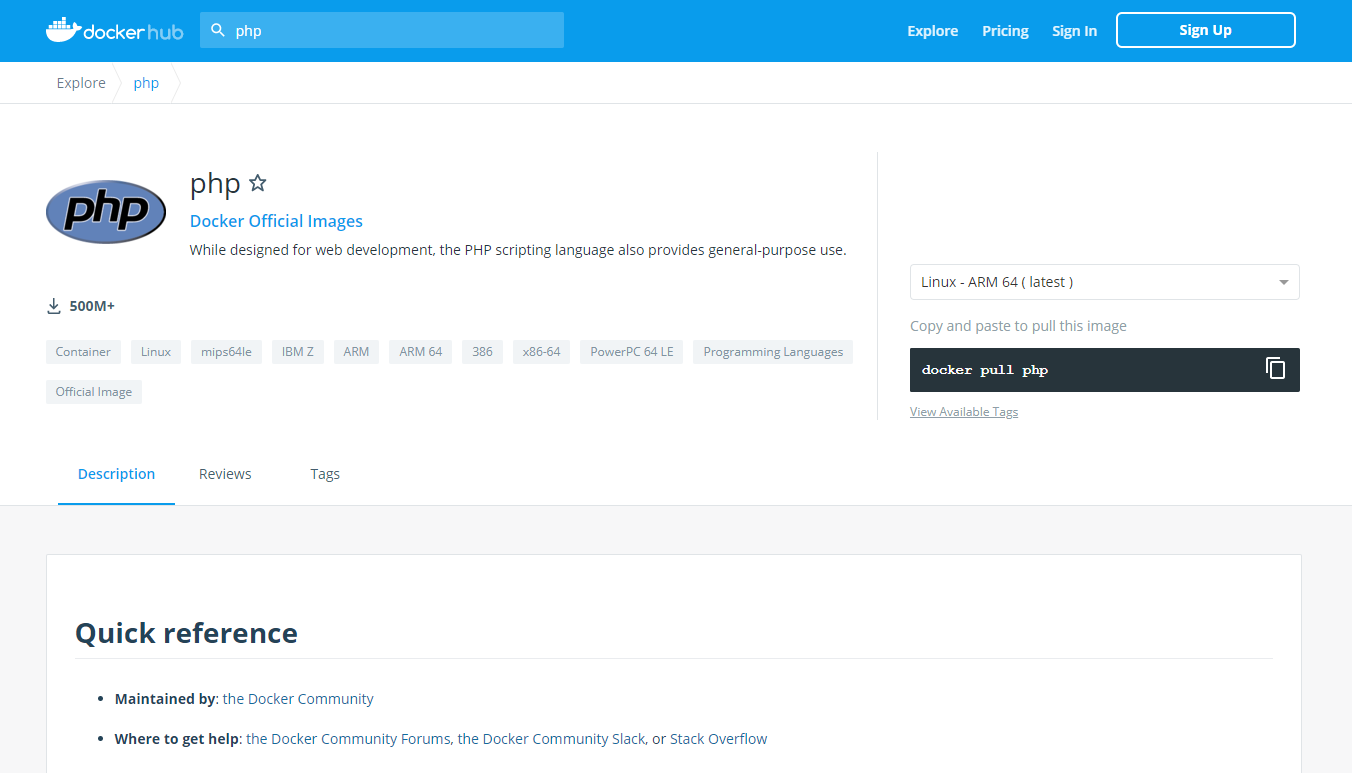 docker hub
php
Explore
Pricing
Sign In
Sign Up
Explore
php
php
php
Docker Official Images
While designed for web development, the PHP scripting language also provides general-purpose use.
500M+
Container
Linux
mips64le
IBM Z
ARM
ARM 64
386
x86-64
PowerPC 64 LE
Programming Languages
Official Image
Linux - ARM 64 ( latest )
Copy and paste to pull this image
docker pull php
View Available Tags
Description
Reviews
Tags
Quick reference
• Maintained by: the Docker Community
• Where to get help: the Docker Community Forums, the Docker Community Slack, or Stack Overflow